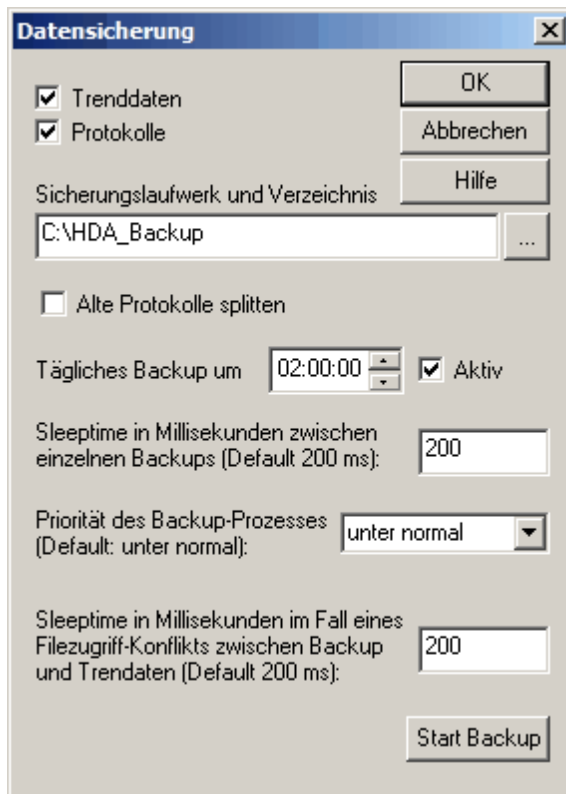 Datensicherung
Trenddaten
OK
Protokolle
Abbrechen
Hilfe
Sicherungslaufwerk und Verzeichnis
C:\HDA_Backup
...
Alte Protokolle splitten
Tägliches Backup um
02:00:00
Aktiv
Sleeptime in Millisekunden zwischen
einzelnen Backups (Default 200 ms):
200
Priorität des Backup-Prozesses
(Default: unter normal):
unter normal
Sleeptime in Millisekunden im Fall eines
Filezugriff-Konflikts zwischen Backup
und Trendaten (Default 200 ms):
200
Start Backup